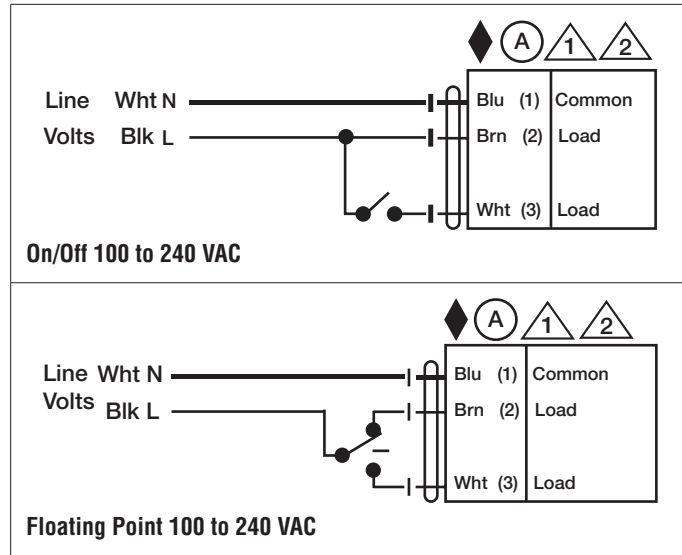 A 1 2
Line Wht N Blu (1) Common
Volts Blk L Brn (2) Load
Wht (3) Load
On/Off 100 to 240 VAC
A 1 2
Line Wht N Blu (1) Common
Volts Blk L Brn (2) Load
Wht (3) Load
Floating Point 100 to 240 VAC